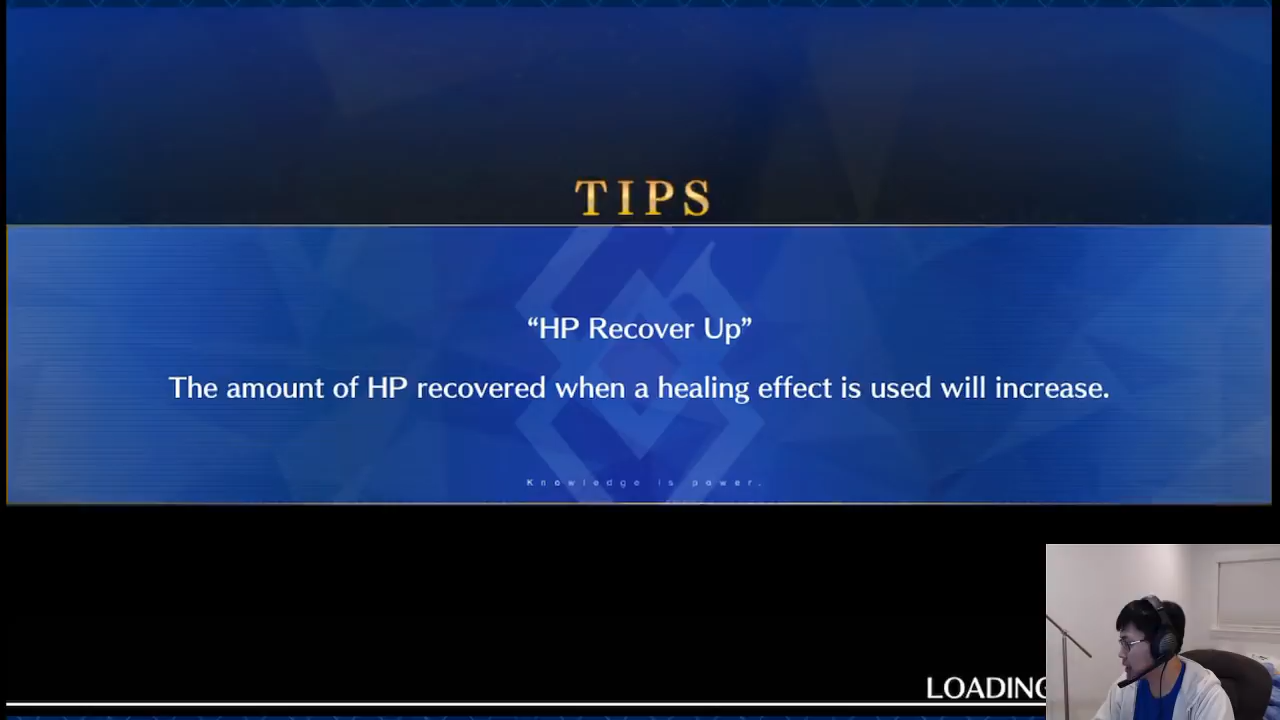 TIPS
“HP Recover Up”
The amount of HP recovered when a healing effect is used will increase.
Knowledge is power.
LOADING